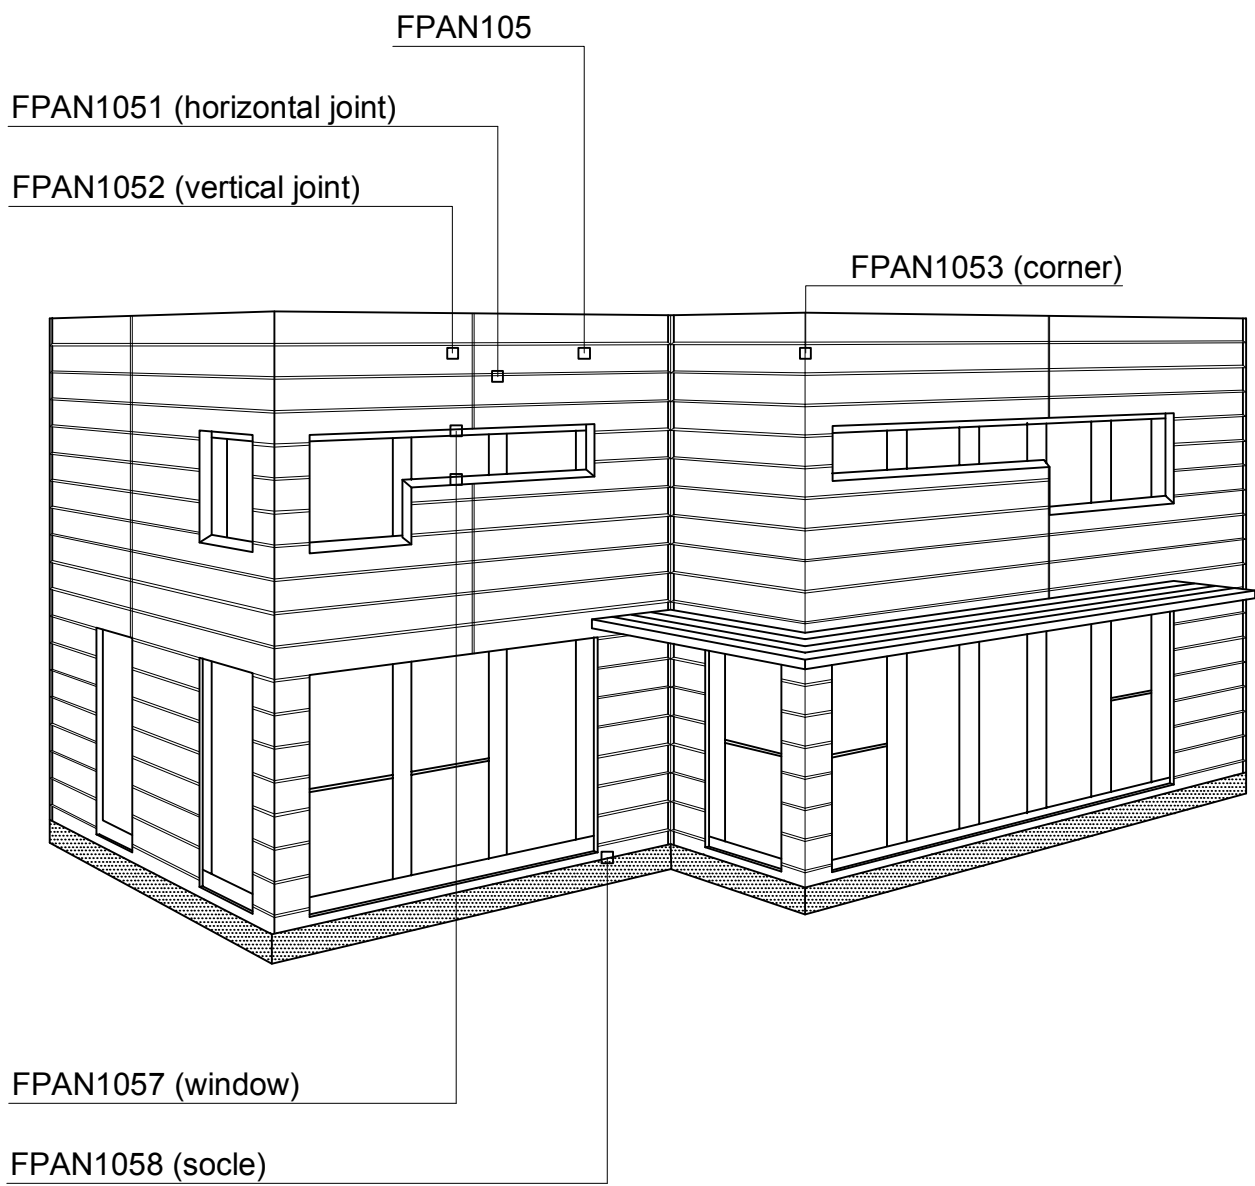 FPAN105
FPAN1051 (horizontal joint)
FPAN1052 (vertical joint)
FPAN1053 (corner)
FPAN1057 (window)
FPAN1058 (socle)